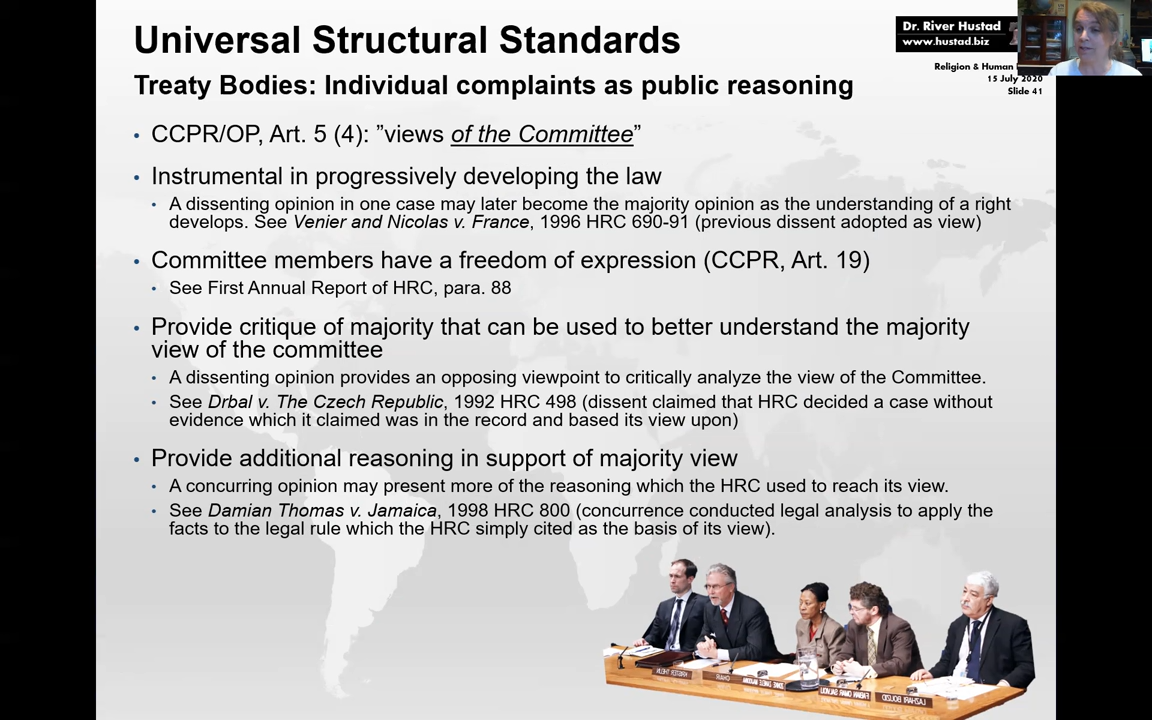 Universal Structural Standards
Dr. River Hustad
www.hustad.biz
Religion & Human
15 July 2020
Slide 41
Treaty Bodies: Individual complaints as public reasoning
• CCPR/OP, Art. 5 (4): ”views of the Committee”
• Instrumental in progressively developing the law
• A dissenting opinion in one case may later become the majority opinion as the understanding of a right
develops. See Venier and Nicolas v. France, 1996 HRC 690-91 (previous dissent adopted as view)
• Committee members have a freedom of expression (CCPR, Art. 19)
• See First Annual Report of HRC, para. 88
• Provide critique of majority that can be used to better understand the majority
view of the committee
• A dissenting opinion provides an opposing viewpoint to critically analyze the view of the Committee.
• See Drbal v. The Czech Republic, 1992 HRC 498 (dissent claimed that HRC decided a case without
evidence which it claimed was in the record and based its view upon)
• Provide additional reasoning in support of majority view
• A concurring opinion may present more of the reasoning which the HRC used to reach its view.
• See Damian Thomas v. Jamaica, 1998 HRC 800 (concurrence conducted legal analysis to apply the
facts to the legal rule which the HRC simply cited as the basis of its view).